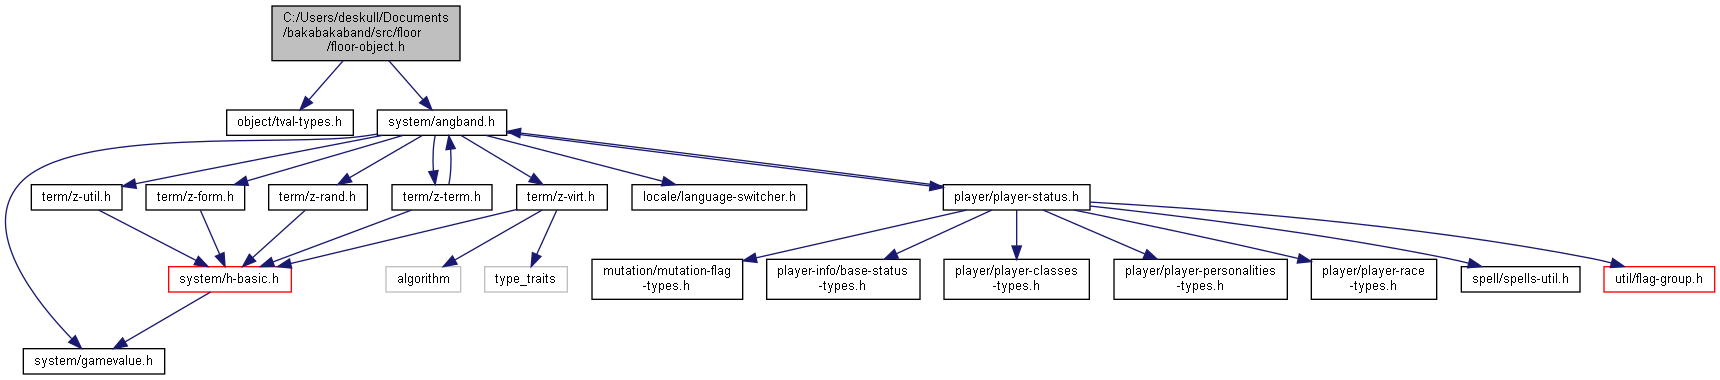 C:/Users/deskull/Documents
/bakabakaband/src/floor
/floor-object.h
object/tval-types.h
system/angband.h
term/z-util.h
term/z-form.h
term/z-rand.h
term/z-term.h
term/z-virt.h
locale/language-switcher.h
player/player-status.h
system/h-basic.h
algorithm
type_traits
mutation/mutation-flag
-types.h
player-info/base-status
-types.h
player/player-classes
-types.h
player/player-personalities
-types.h
player/player-race
-types.h
spell/spells-util.h
util/flag-group.h
system/gamevalue.h